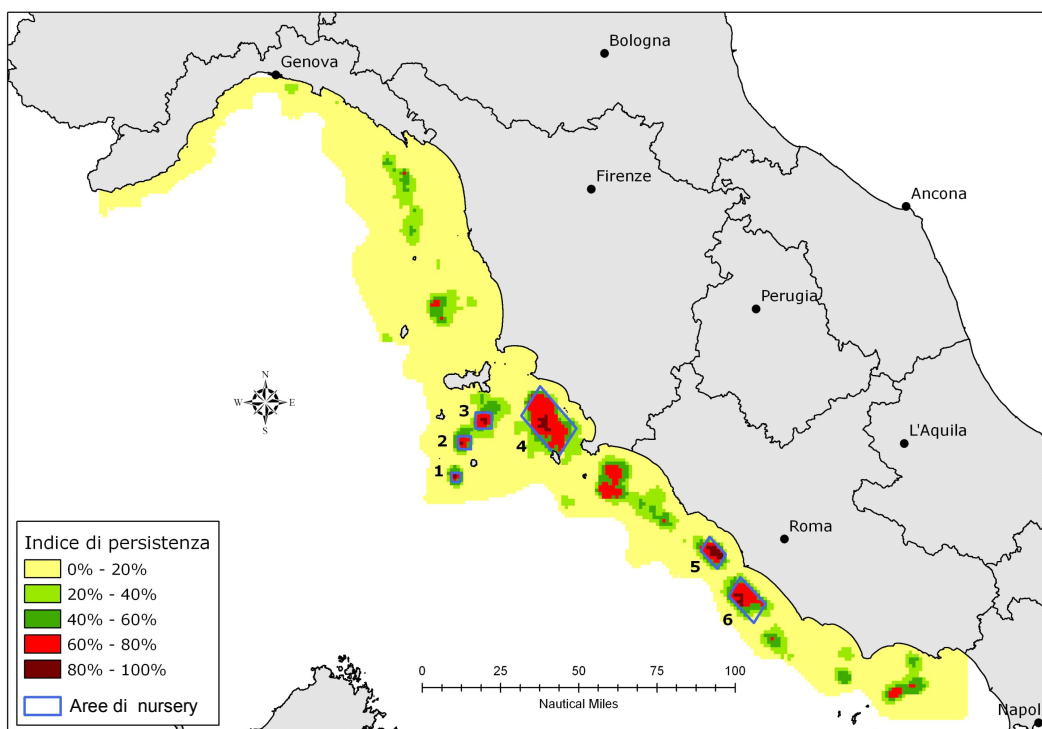 Bologna
Genova
Firenze
Ancona
Perugia
N
W E
S
3
2
4
1
L'Aquila
Roma
5
6
Indice di persistenza
0% - 20%
20% - 40%
40% - 60%
60% - 80%
80% - 100%
Aree di nursery
0 25 50 75 100
Nautical Miles
Napol